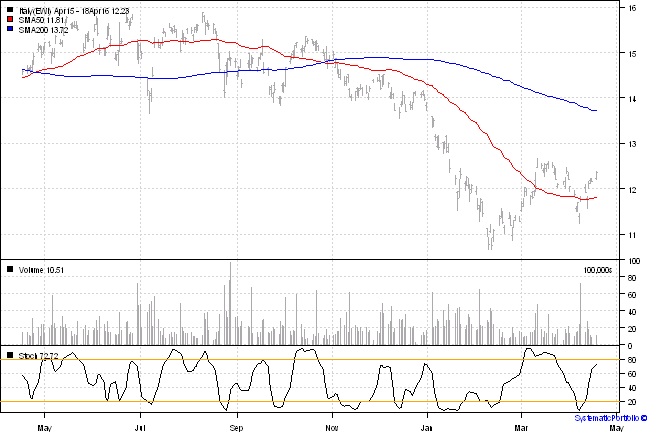 Italy(EWI) Apr15 - 18Apr16 12.23
SMA50 11.81
SMA200 13.72
16
15
14
13
12
11
Volume 10.51
100,000s
100
80
60
40
20
0
Stoch 72.72
80
60
40
20
May
Jul
Sep
Nov
Jan
Mar
May
SystematicPortfolio ©